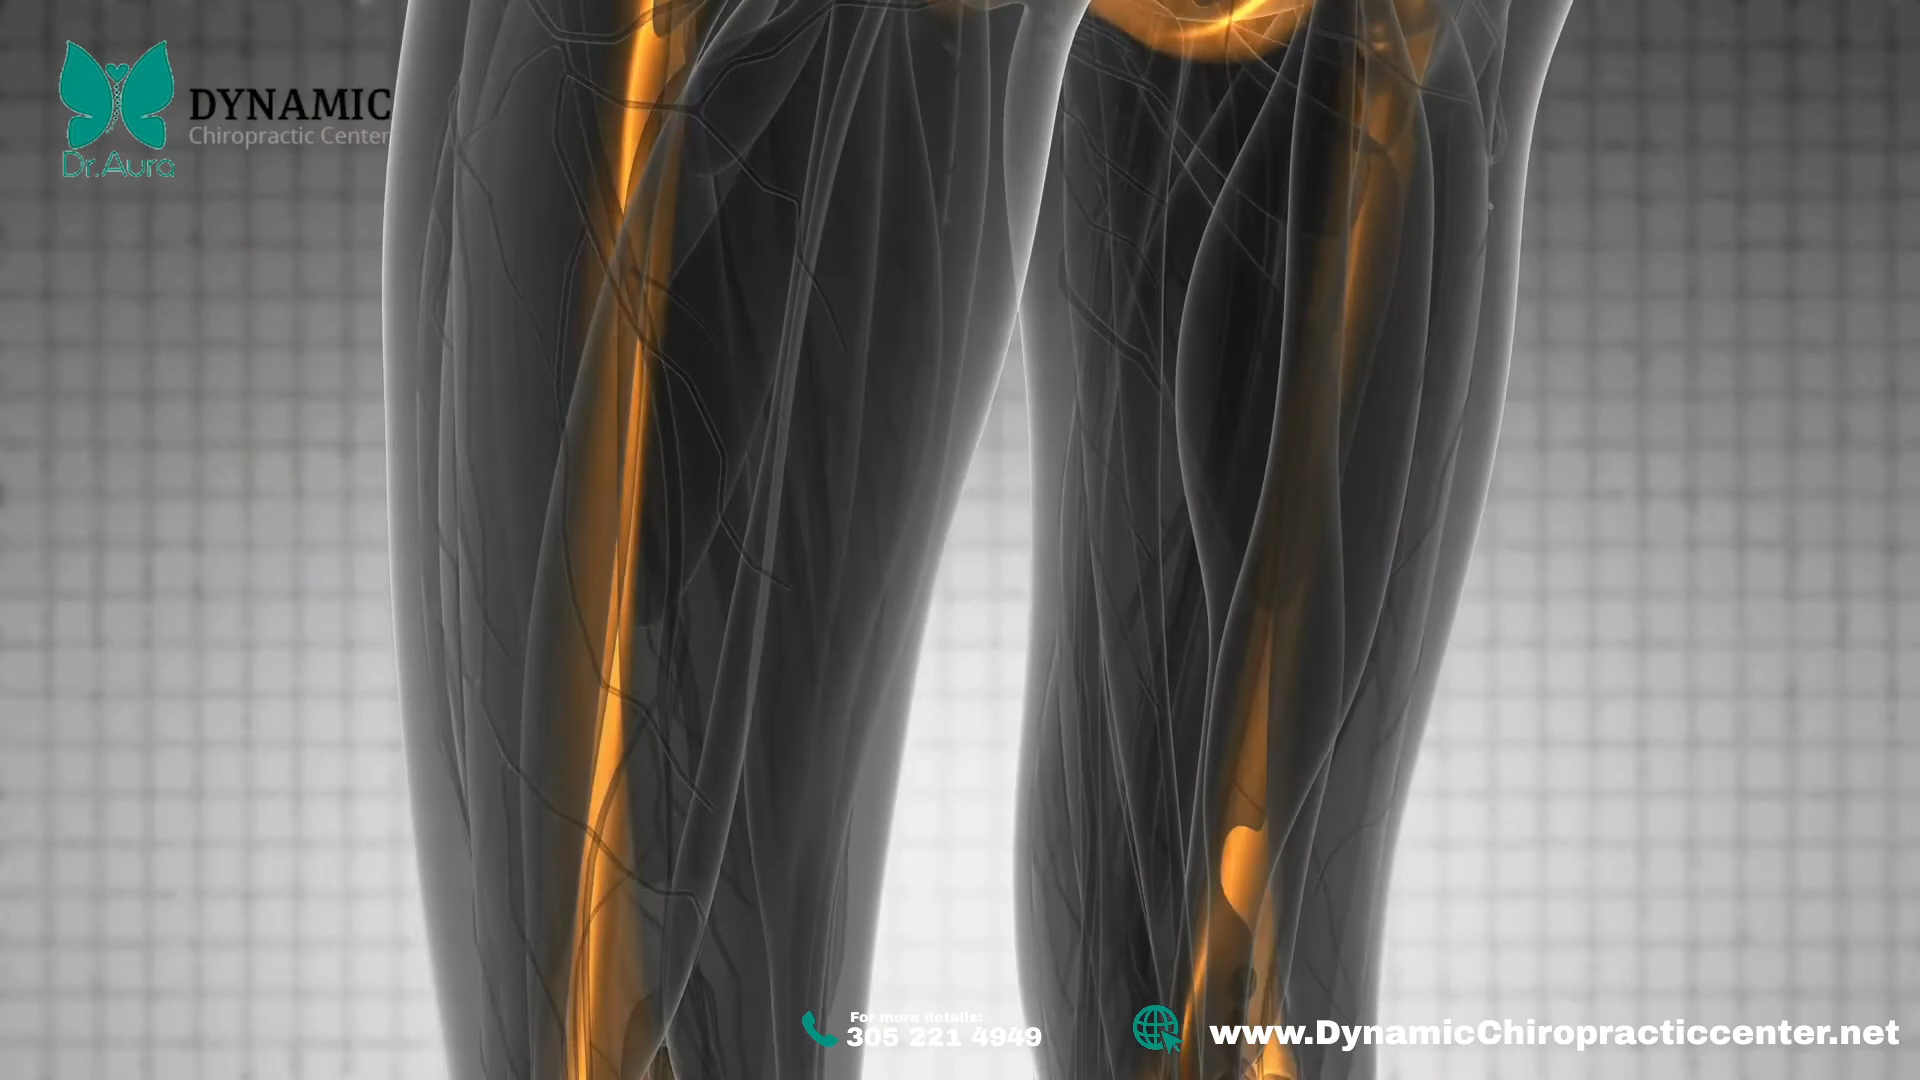 DYNAMIC
Chiropractic Center
Dr.Aura
For more details:
305 221 4949
www.DynamicChiropracticcenter.net